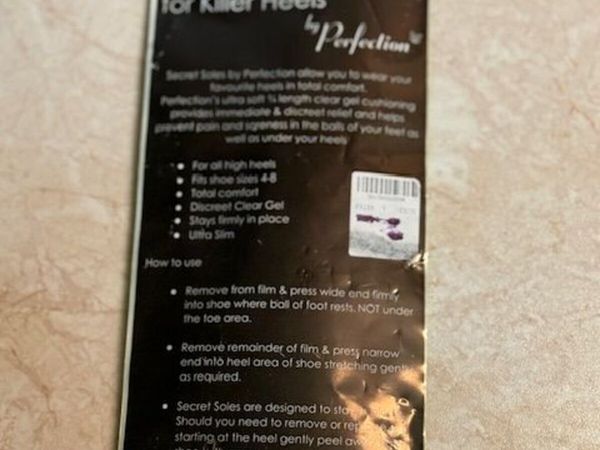 for Killer Heels
by Perfection
Secret Soles by Perfection allow you to wear your
favourite heels in total comfort.
Perfection's ultra soft ¾ length clear gel cushioning
provides immediate & discreet relief and helps
prevent pain and soreness in the balls of your feet as
well as under your heels
• For all high heels
• Fits shoe sizes 4-8
• Total comfort
• Discreet Clear Gel
• Stays firmly in place
• Ultra Slim
How to use
• Remove from film & press wide end firmly
into shoe where ball of foot rests, NOT under
the toe area.
• Remove remainder of film & press narrow
end into heel area of shoe stretching gently
as required.
• Secret Soles are designed to
Should you need to remove or
starting at the heel gently peel